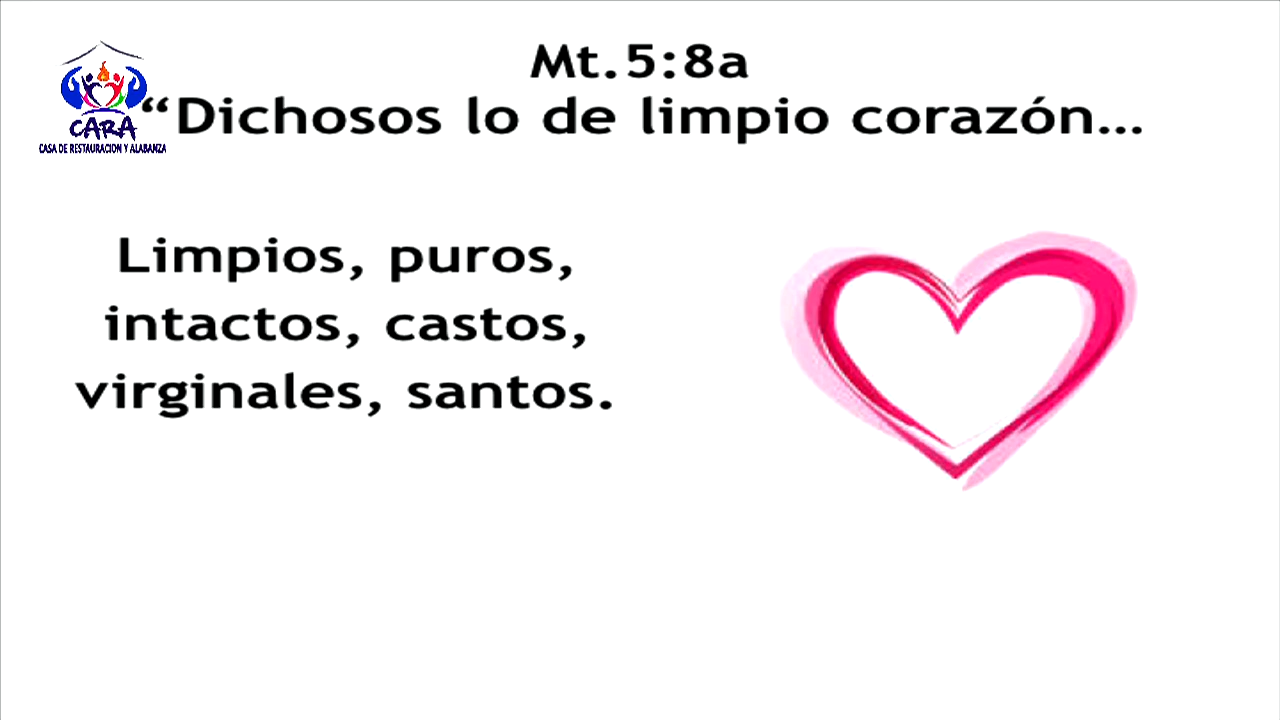 Mt.5:8a
“Dichosos lo de limpio corazón…
CARA
CASA DE RESTAURACION Y ALABANZA
Limpios, puros,
intactos, castos,
virginales, santos.